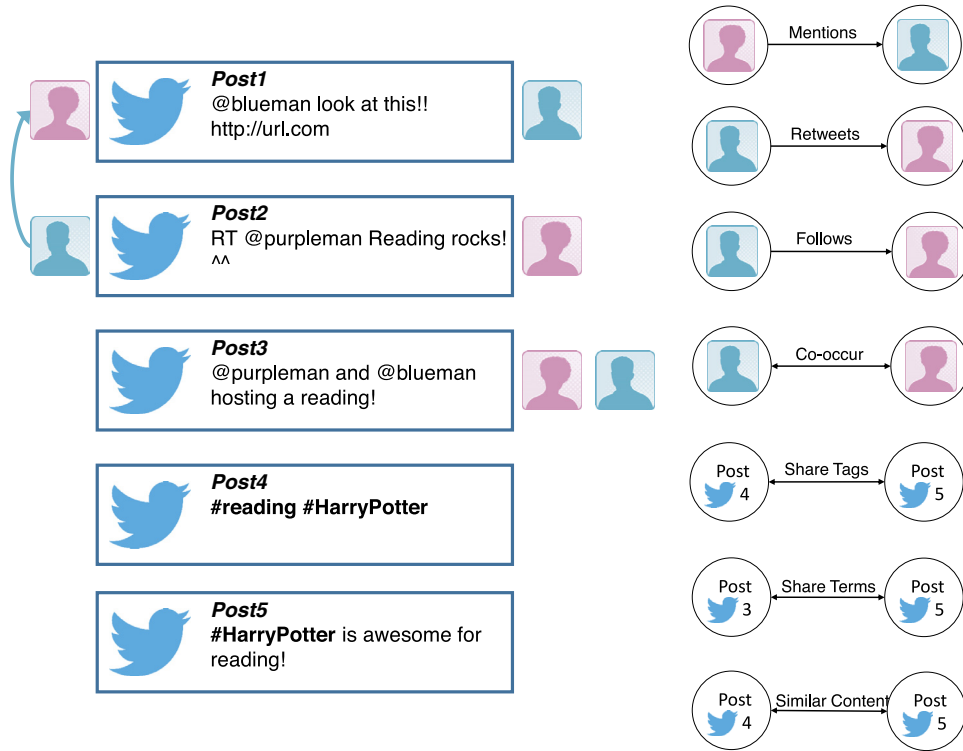 Post1
@blueman look at this!!
http://url.com
Post2
RT @purpleman Reading rocks!
^^
Post3
@purpleman and @blueman
hosting a reading!
Post4
#reading #HarryPotter
Post5
#HarryPotter is awesome for
reading!
Mentions
Retweets
Follows
Co-occur
Post
4
Share Tags
Post
5
Post
3
Share Terms
Post
5
Post
4
Similar Content
Post
5